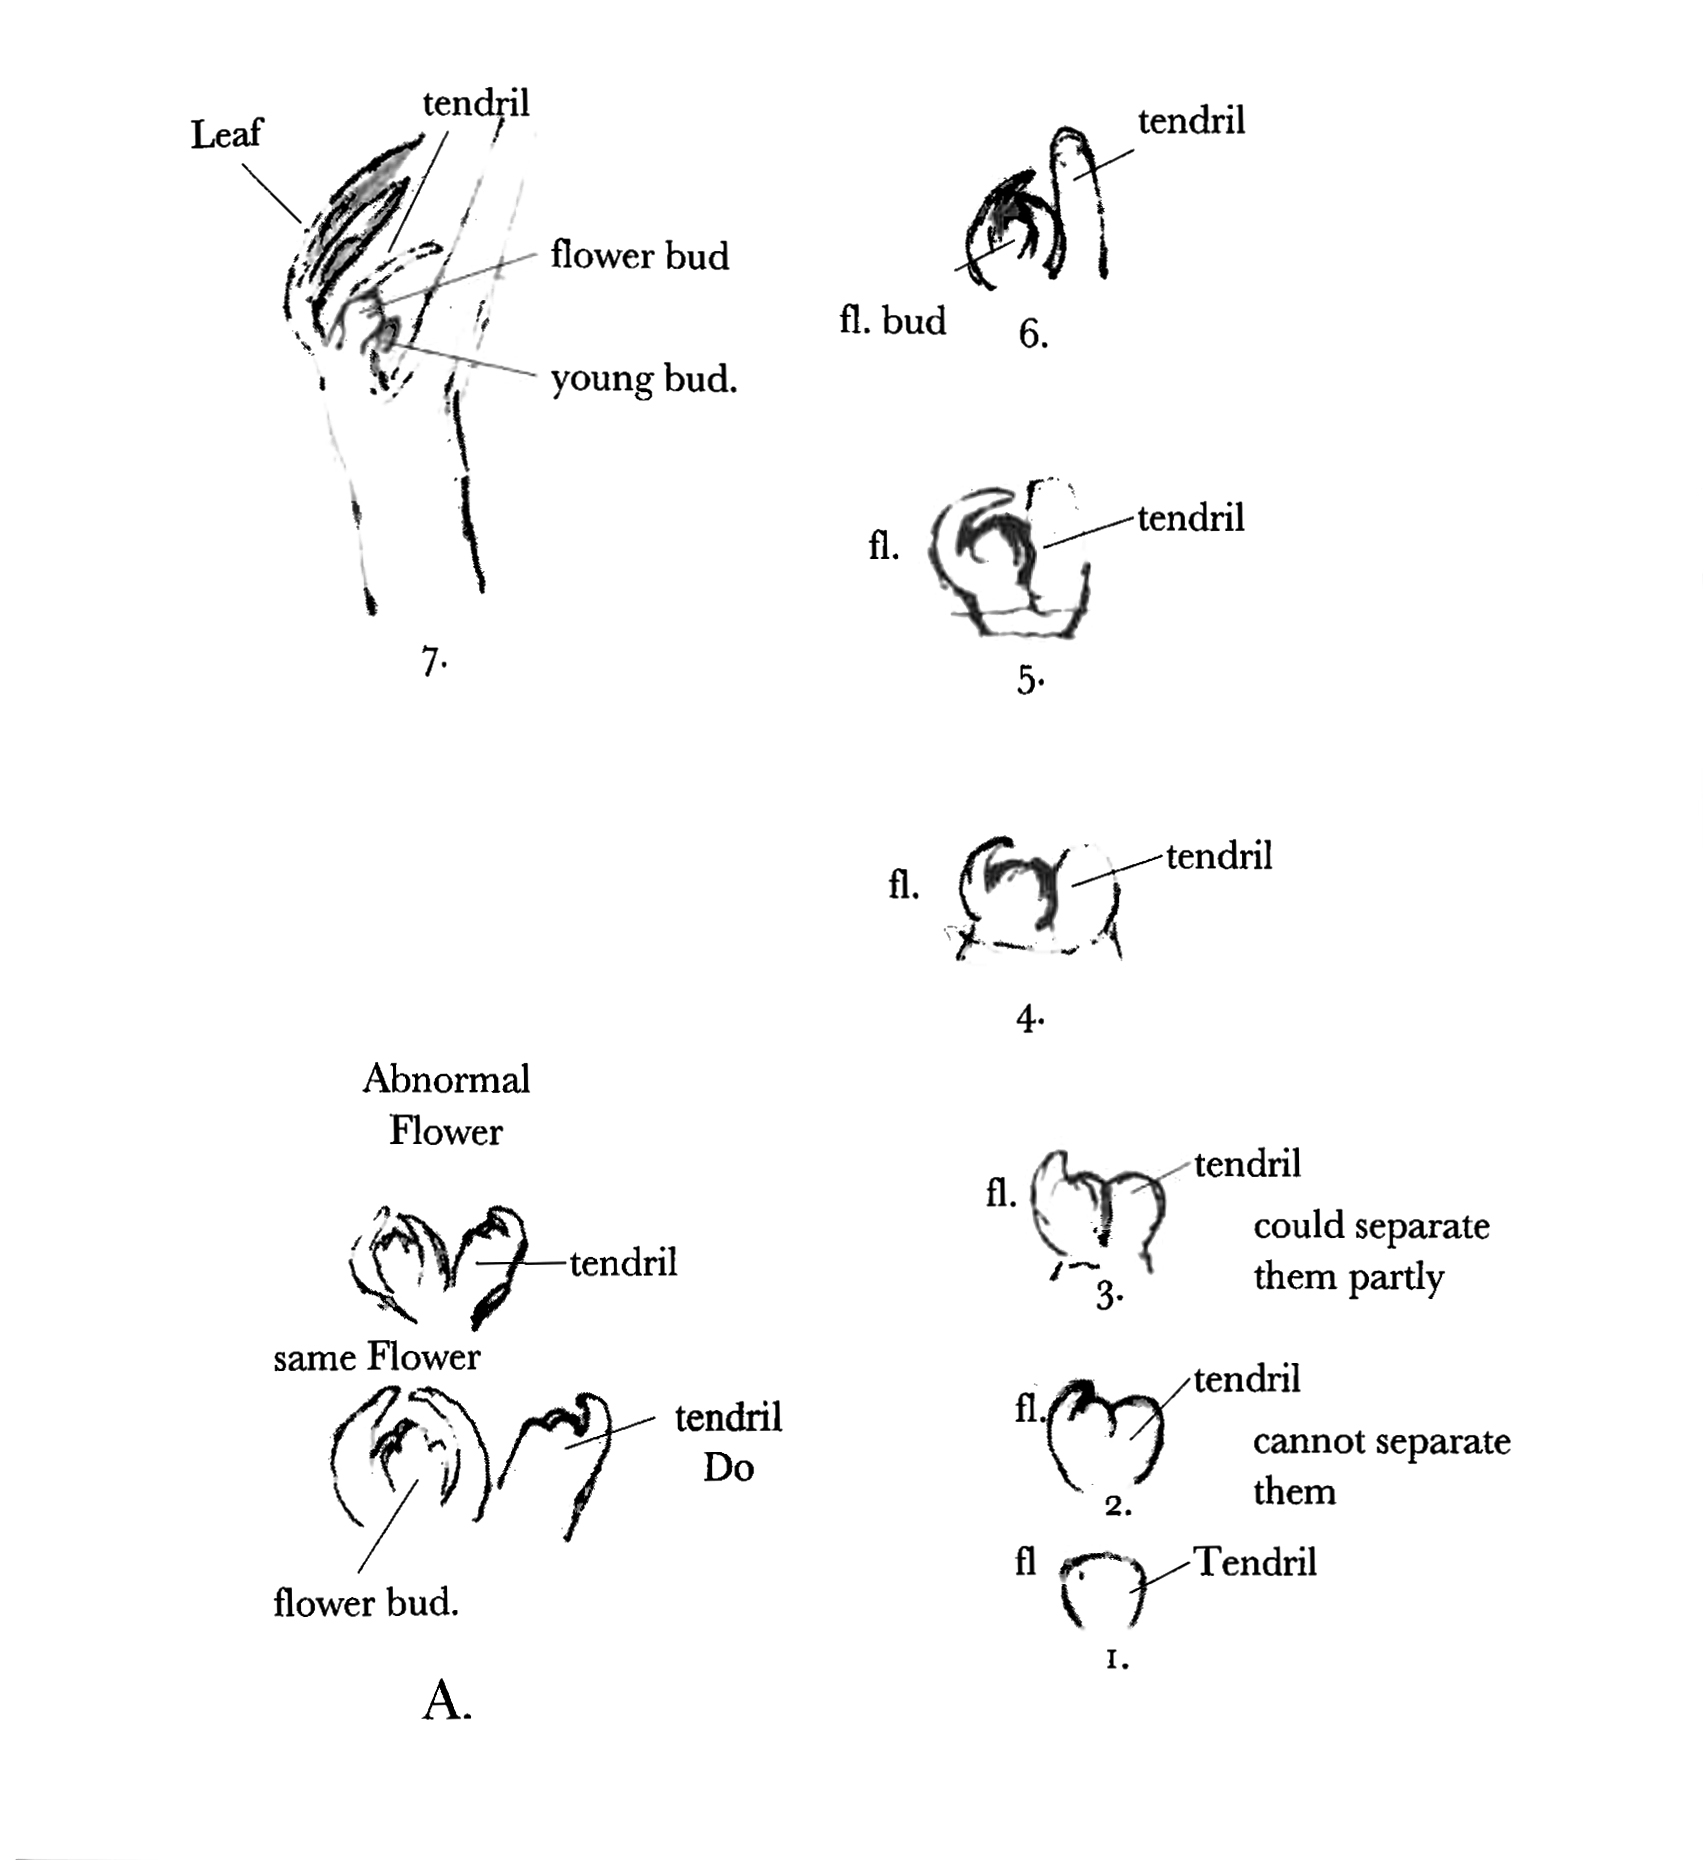 tendril
Leaf
flower bud
young bud.
7.
tendril
fl. bud
6.
fl.
tendril
5.
fl.
tendril
4.
Abnormal
Flower
tendril
same Flower
tendril
Do
flower bud.
A.
fl.
tendril
could separate
them partly
3.
tendril
fl.
cannot separate
them
2.
fl
Tendril
1.